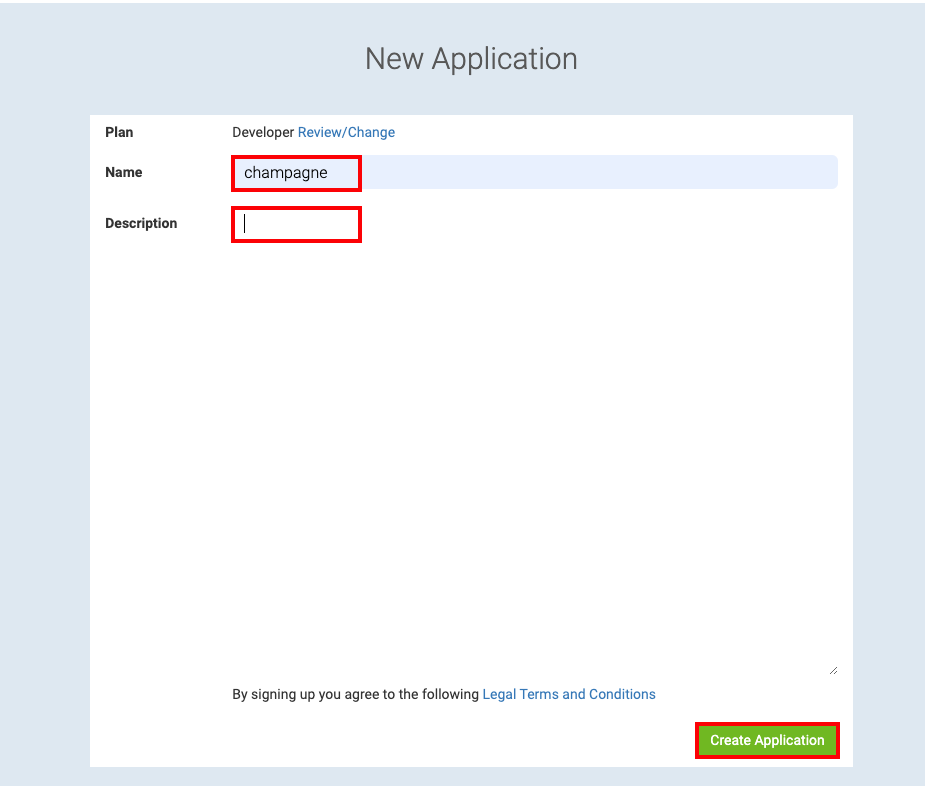 New Application
Plan Developer Review/Change
Name champagne
Description
By signing up you agree to the following Legal Terms and Conditions
Create Application